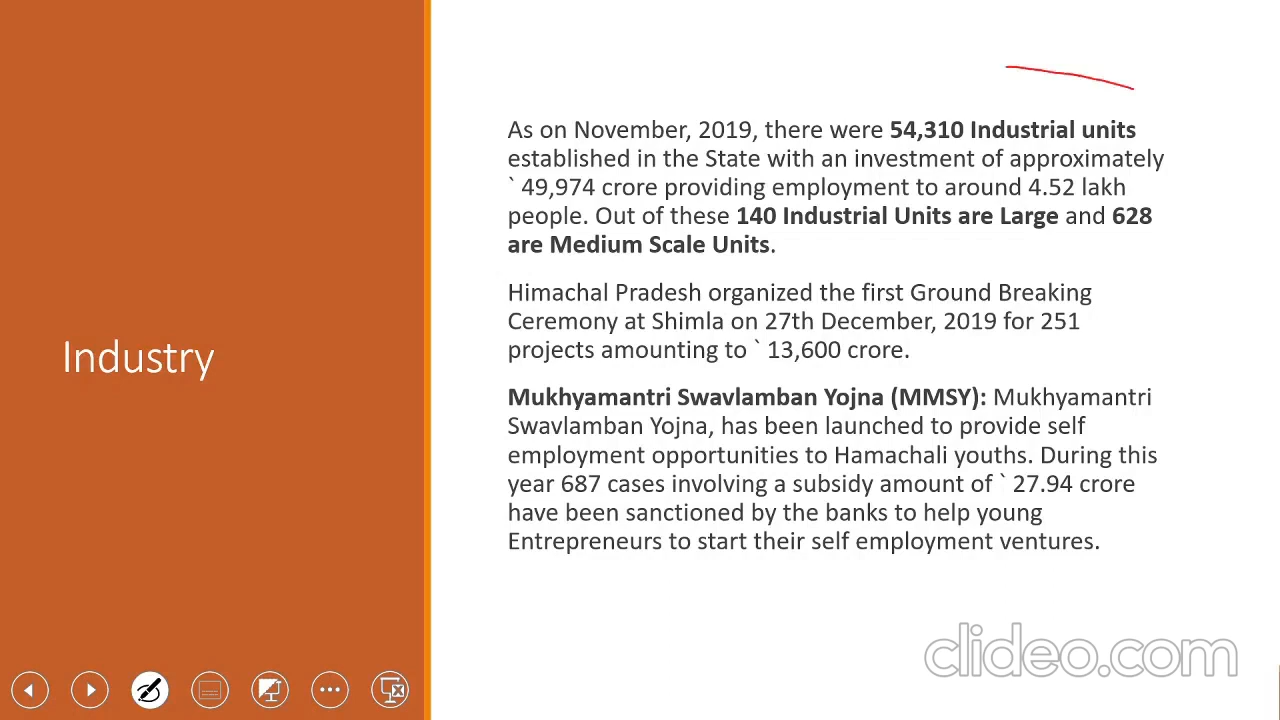 Industry
As on November, 2019, there were 54,310 Industrial units
established in the State with an investment of approximately
` 49,974 crore providing employment to around 4.52 lakh
people. Out of these 140 Industrial Units are Large and 628
are Medium Scale Units.
Himachal Pradesh organized the first Ground Breaking
Ceremony at Shimla on 27th December, 2019 for 251
projects amounting to ` 13,600 crore.
Mukhyamantri Swavlamban Yojna (MMSY): Mukhyamantri
Swavlamban Yojna, has been launched to provide self
employment opportunities to Hamachali youths. During this
year 687 cases involving a subsidy amount of ` 27.94 crore
have been sanctioned by the banks to help young
Entrepreneurs to start their self employment ventures.
clideo.com